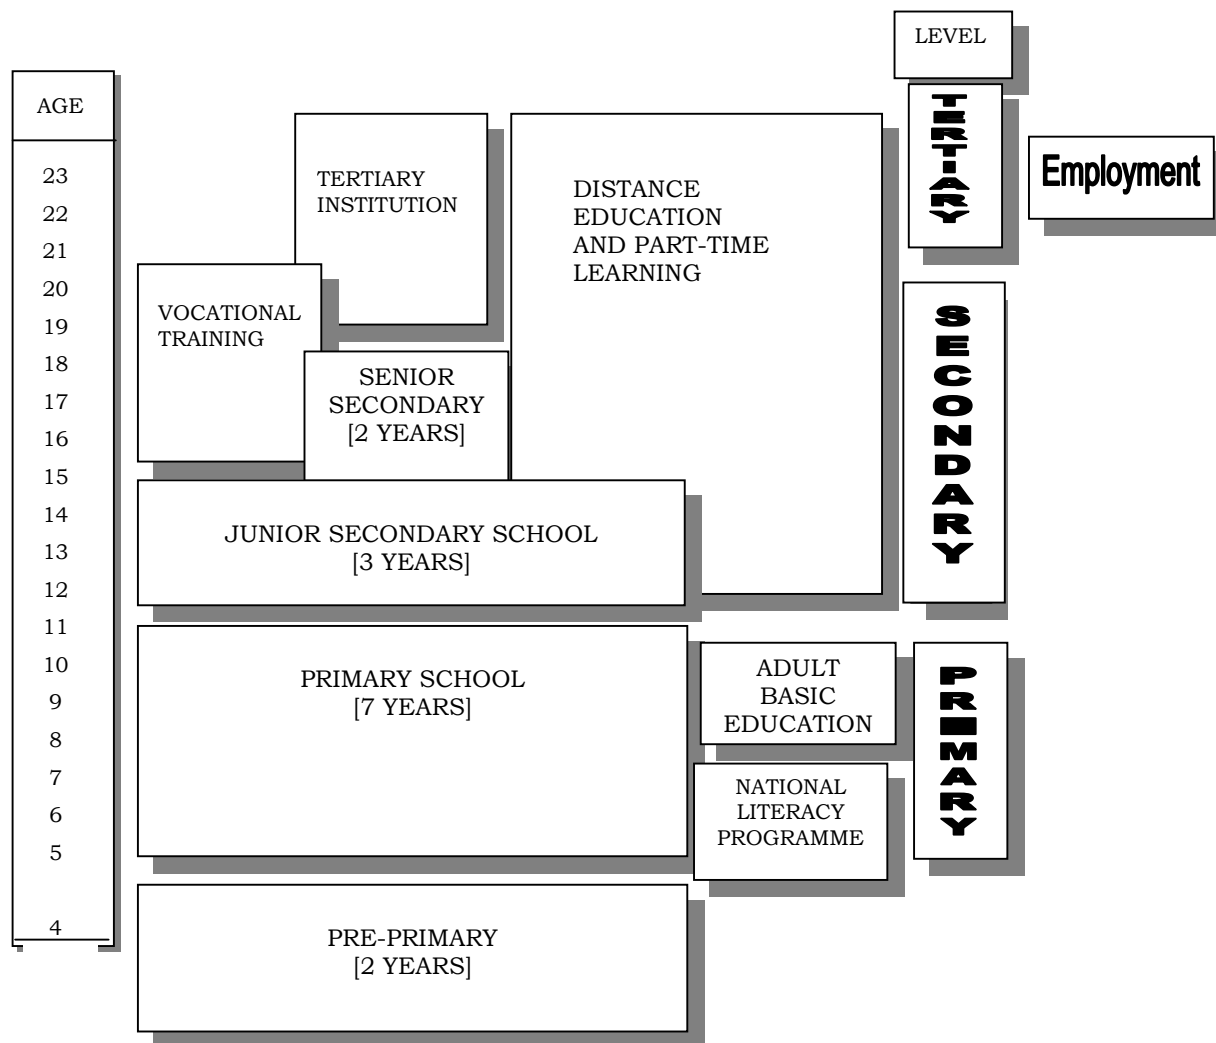 LEVEL
AGE
23
22
21
20
19
18
17
16
15
14
13
12
11
10
9
8
7
6
5
4
TERTIARY
INSTITUTION
DISTANCE
EDUCATION
AND PART-TIME
LEARNING
TERTIARY
Employment
VOCATIONAL
TRAINING
SENIOR
SECONDARY
[2 YEARS]
SECONDARY
JUNIOR SECONDARY SCHOOL
[3 YEARS]
PRIMARY SCHOOL
[7 YEARS]
ADULT
BASIC
EDUCATION
PRIMARY
NATIONAL
LITERACY
PROGRAMME
PRE-PRIMARY
[2 YEARS]